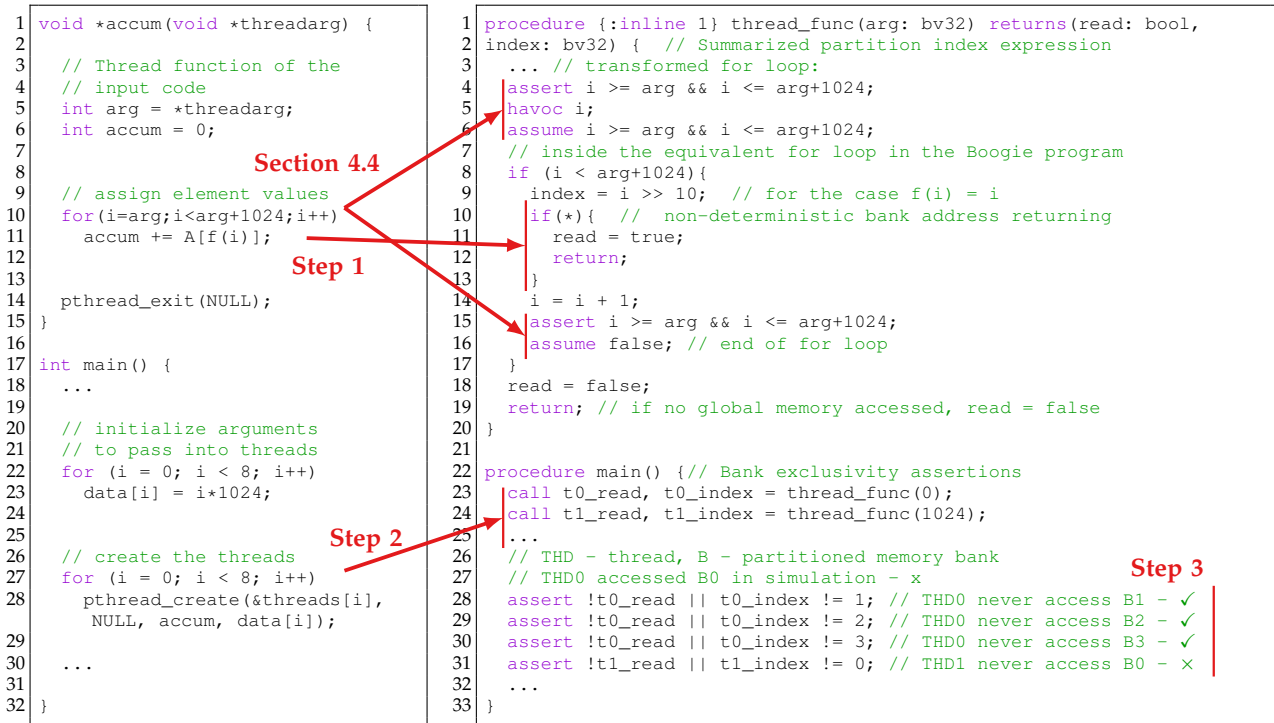 1 void *accum(void *threadarg) {
2
3 // Thread function of the
4 // input code
5 int arg = *threadarg;
6 int accum = 0;
7
8
9 // assign element values
10 for(i=arg;i<arg+1024;i++)
11 accum += A[f(i)];
12
13
14 pthread_exit(NULL);
15 }
16
17 int main() {
18 ...
19
20 // initialize arguments
21 // to pass into threads
22 for (i = 0; i < 8; i++)
23 data[i] = i*1024;
24
25
26 // create the threads
27 for (i = 0; i < 8; i++)
28 pthread_create(&threads[i],
NULL, accum, data[i]);
29
30 ...
31
32 }
Section 4.4
Step 1
Step 2
1 procedure {:inline 1} thread_func(arg: bv32) returns(read: bool,
2 index: bv32) { // Summarized partition index expression
3 ... // transformed for loop:
4 assert i >= arg && i <= arg+1024;
5 havoc i;
6 assume i >= arg && i <= arg+1024;
7 // inside the equivalent for loop in the Boogie program
8 if (i < arg+1024){
9 index = i >> 10; // for the case f(i) = i
10 if(*){ // non-deterministic bank address returning
11 read = true;
12 return;
13 }
14 i = i + 1;
15 assert i >= arg && i <= arg+1024;
16 assume false; // end of for loop
17 }
18 read = false;
19 return; // if no global memory accessed, read = false
20 }
21
22 procedure main() {// Bank exclusivity assertions
23 call t0_read, t0_index = thread_func(0);
24 call t1_read, t1_index = thread_func(1024);
25 ...
26 // THD - thread, B - partitioned memory bank
27 // THD0 accessed B0 in simulation - x
Step 3
28 assert !t0_read || t0_index != 1; // THD0 never access B1 - ✓
29 assert !t0_read || t0_index != 2; // THD0 never access B2 - ✓
30 assert !t0_read || t0_index != 3; // THD0 never access B3 - ✓
31 assert !t1_read || t1_index != 0; // THD1 never access B0 - ×
32 ...
33 }